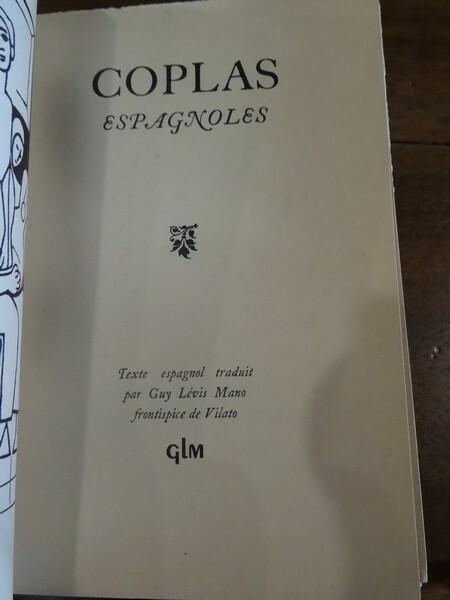 COPLAS
ESPAGNOLES
Texte espagnol traduit
par Guy Lévis Mano
frontispice de Vilato
GLM